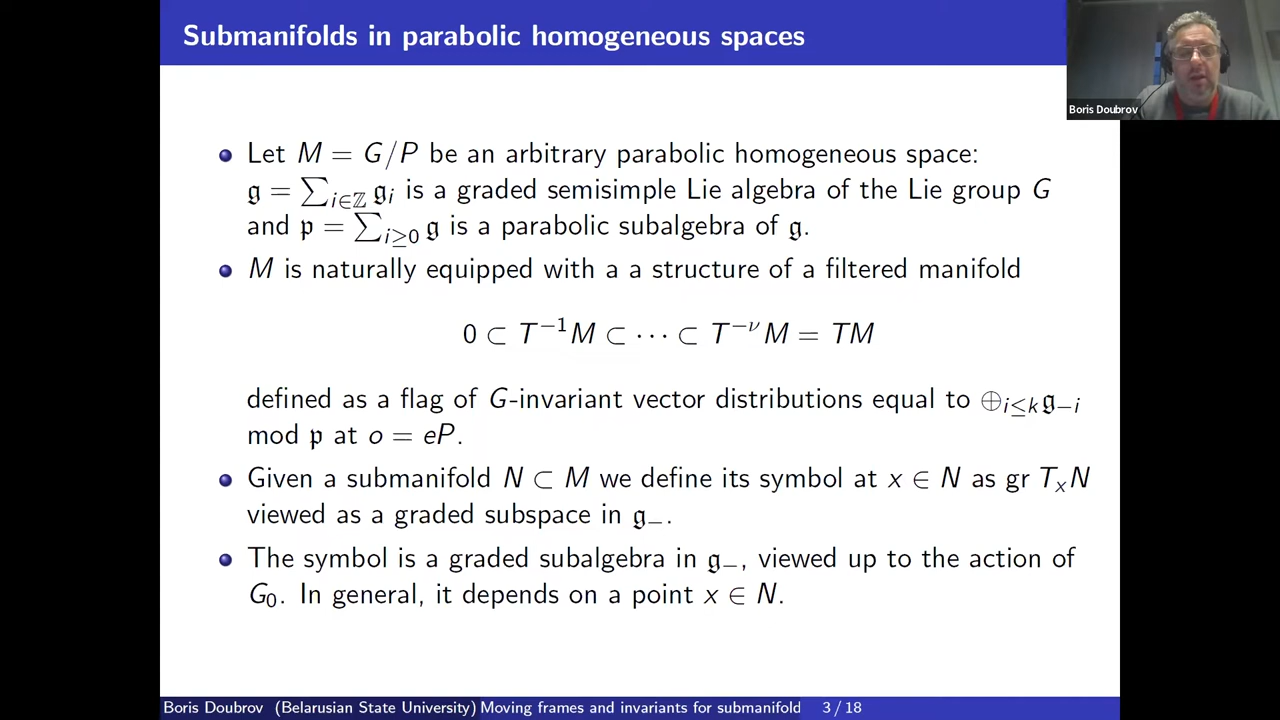 Submanifolds in parabolic homogeneous spaces
Boris Doubrov
Let M = G/P be an arbitrary parabolic homogeneous space:
𝔤 = ∑_{i∈ℤ} 𝔤_i is a graded semisimple Lie algebra of the Lie group G
and 𝔭 = ∑_{i≥0} 𝔤 is a parabolic subalgebra of 𝔤.
M is naturally equipped with a a structure of a filtered manifold
0 ⊂ T^{−1}M ⊂ ⋯ ⊂ T^{−ν}M = TM
defined as a flag of G-invariant vector distributions equal to ⊕_{i≤k}𝔤_{−i}
mod 𝔭 at o = eP.
Given a submanifold N ⊂ M we define its symbol at x ∈ N as gr T_xN
viewed as a graded subspace in 𝔤_−.
The symbol is a graded subalgebra in 𝔤_−, viewed up to the action of
G_0. In general, it depends on a point x ∈ N.
Boris Doubrov (Belarusian State University) Moving frames and invariants for submanifold 3 / 18